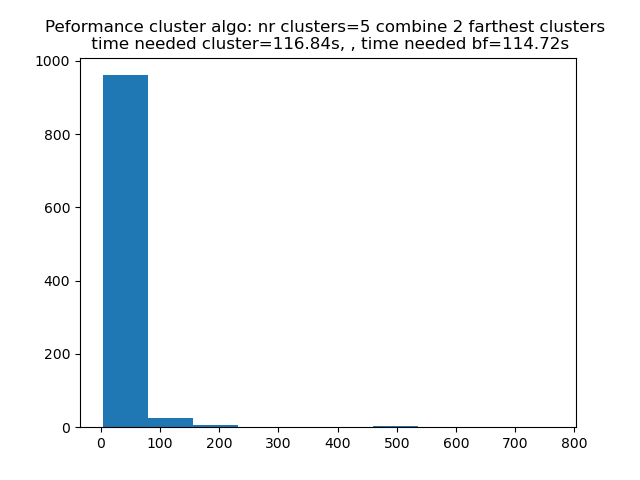 Peformance cluster algo: nr clusters=5 combine 2 farthest clusters
time needed cluster=116.84s, , time needed bf=114.72s
1000
800
600
400
200
0
0 100 200 300 400 500 600 700 800